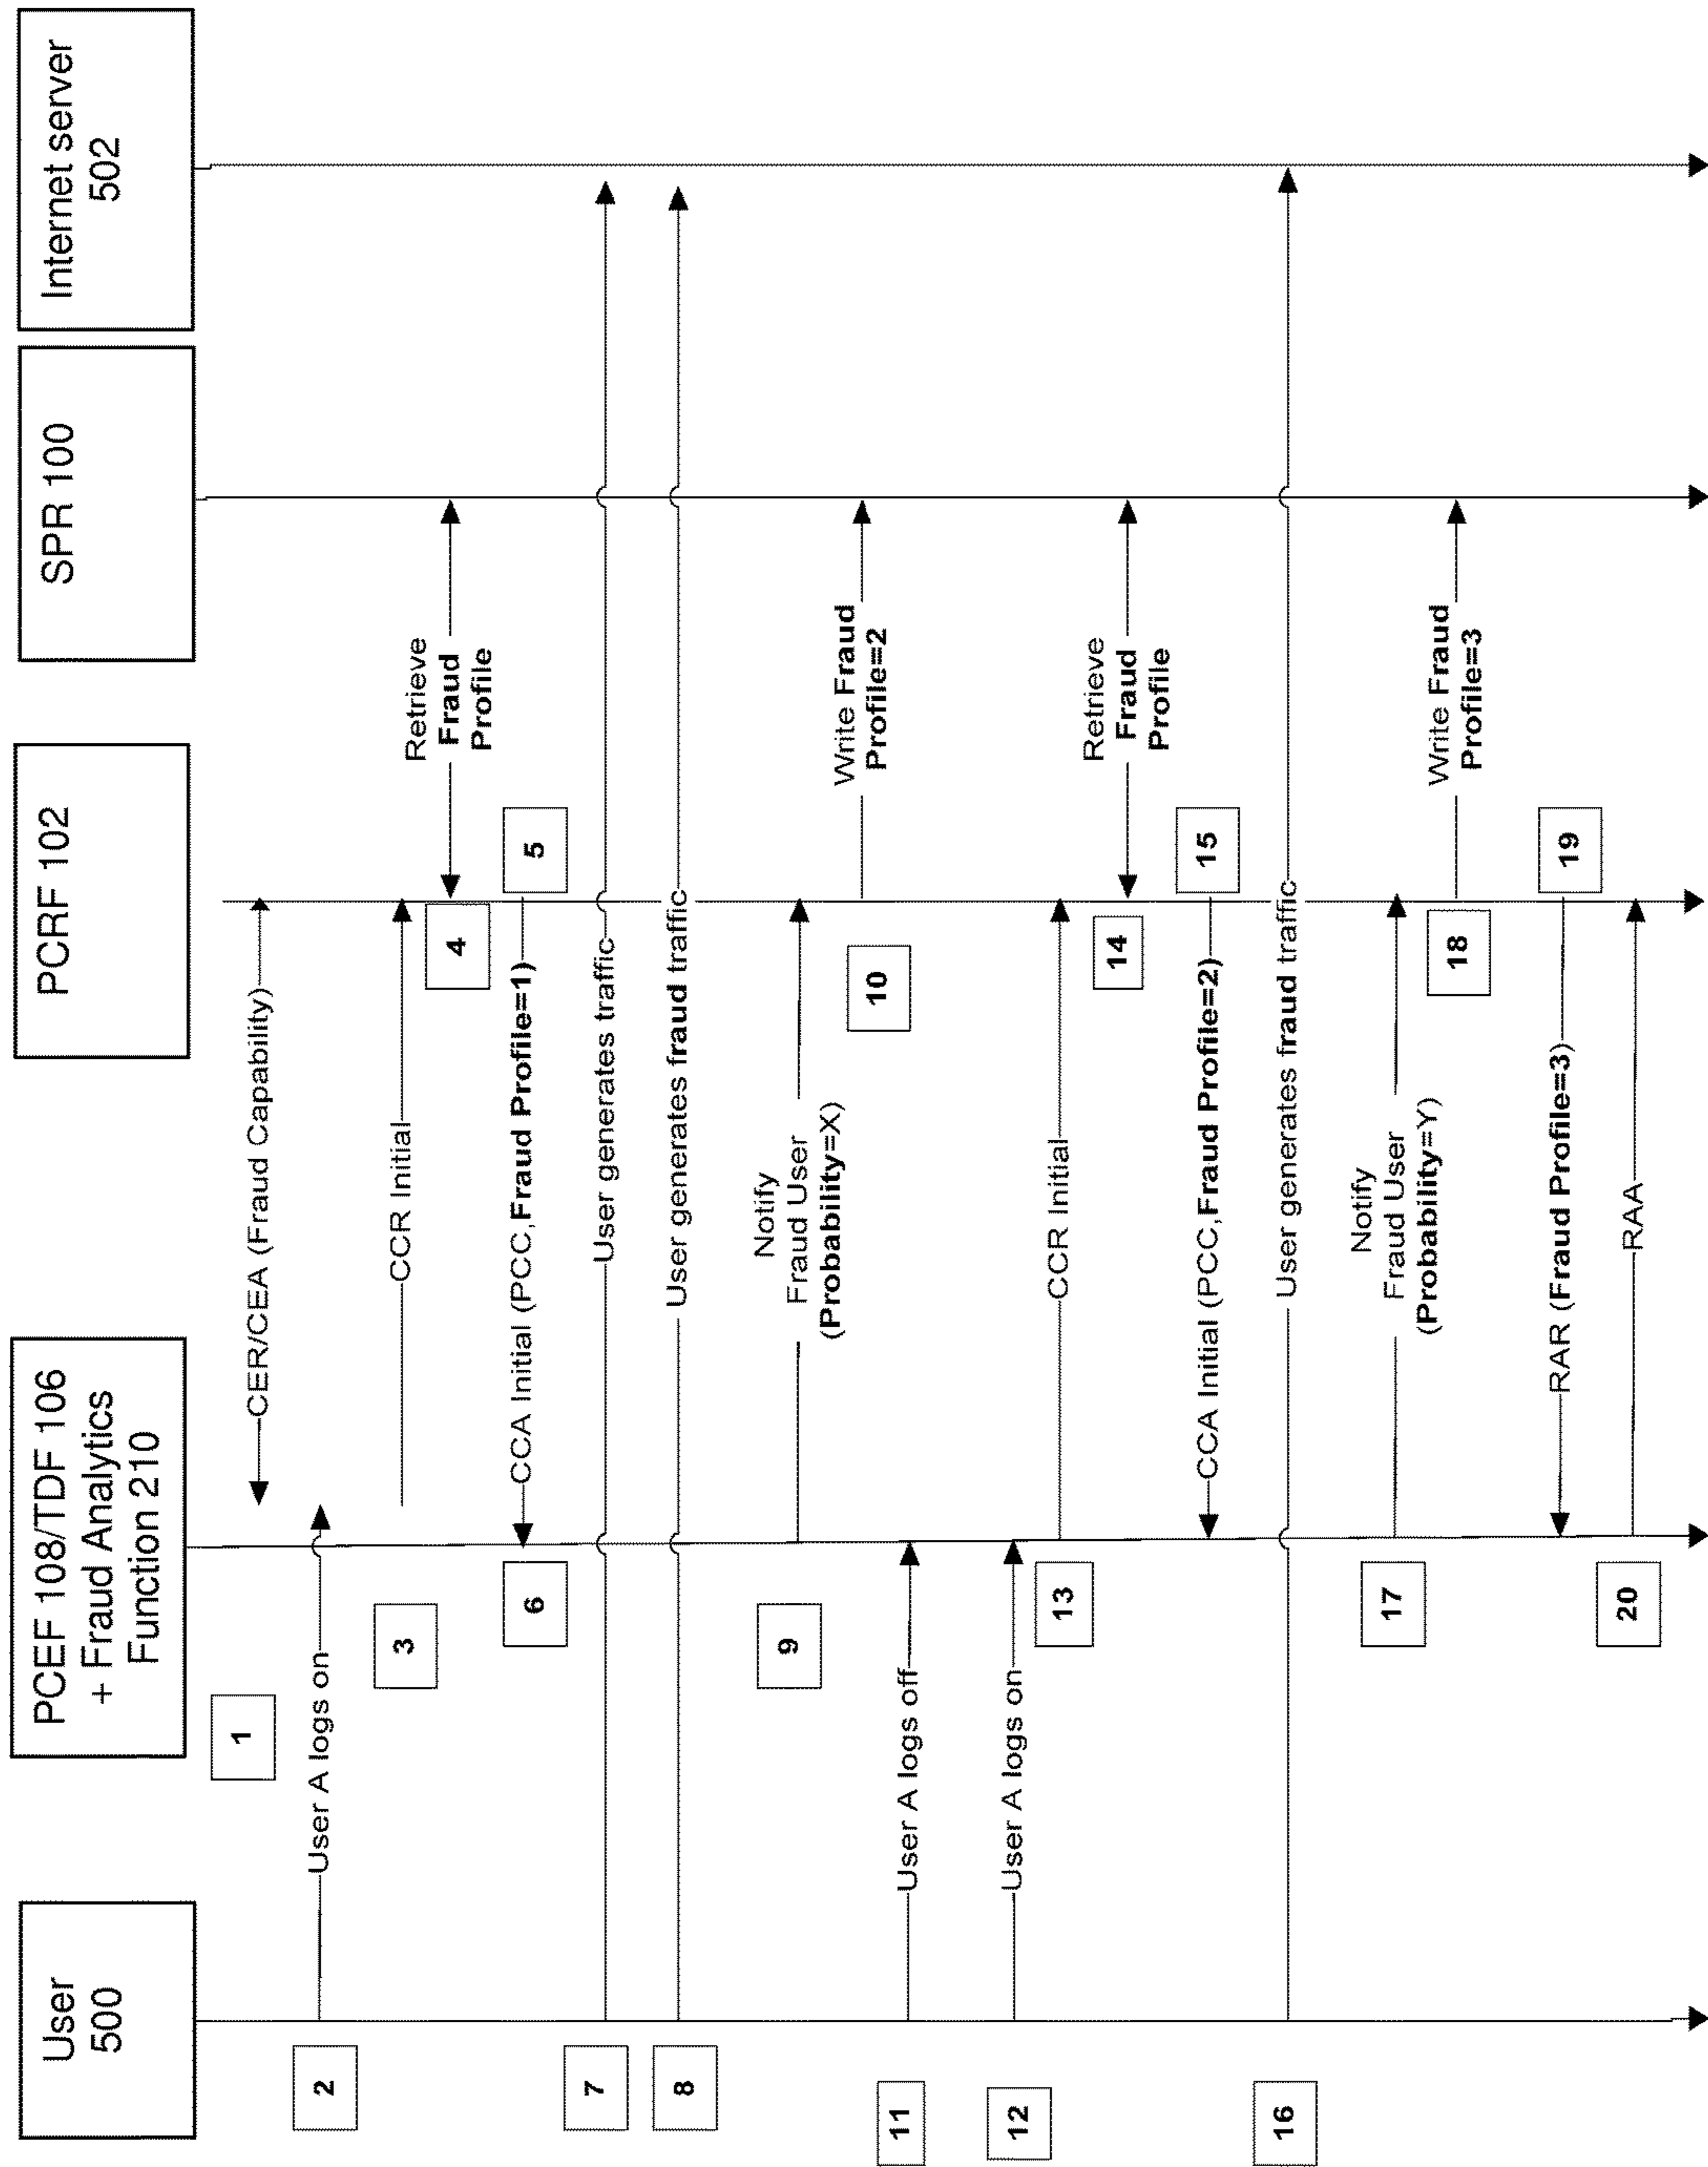 User
500
PCEF 108/TDF 106
+ Fraud Analytics
Function 210
PCRF 102
SPR 100
Internet server
502
1
CER/CEA (Fraud Capability)
2
User A logs on
3
CCR Initial
4
Retrieve
Fraud
Profile
5
6
CCA Initial (PCC,Fraud Profile=1)
7
User generates traffic
8
User generates fraud traffic
9
Notify
Fraud User
(Probability=X)
10
Write Fraud
Profile=2
11
User A logs off
12
User A logs on
13
CCR Initial
14
Retrieve
Fraud
Profile
15
CCA Initial (PCC,Fraud Profile=2)
16
User generates fraud traffic
17
Notify
Fraud User
(Probability=Y)
18
Write Fraud
Profile=3
19
RAR (Fraud Profile=3)
20
RAA